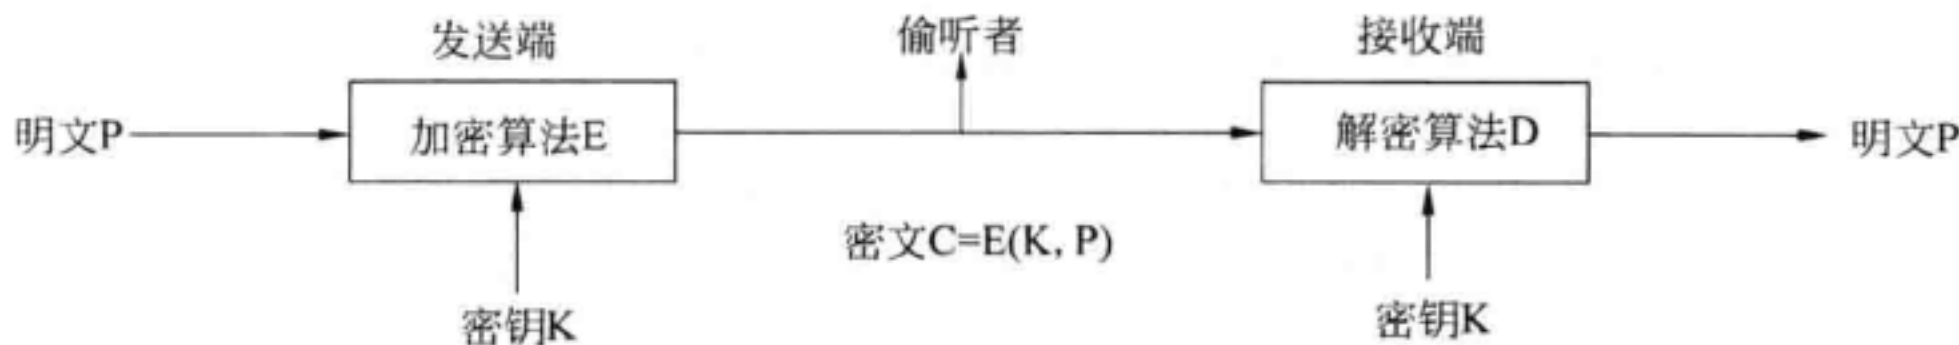 发送端
偷听者
接收端
明文P
加密算法E
解密算法D
明文P
密文C=E(K, P)
密钥K
密钥K